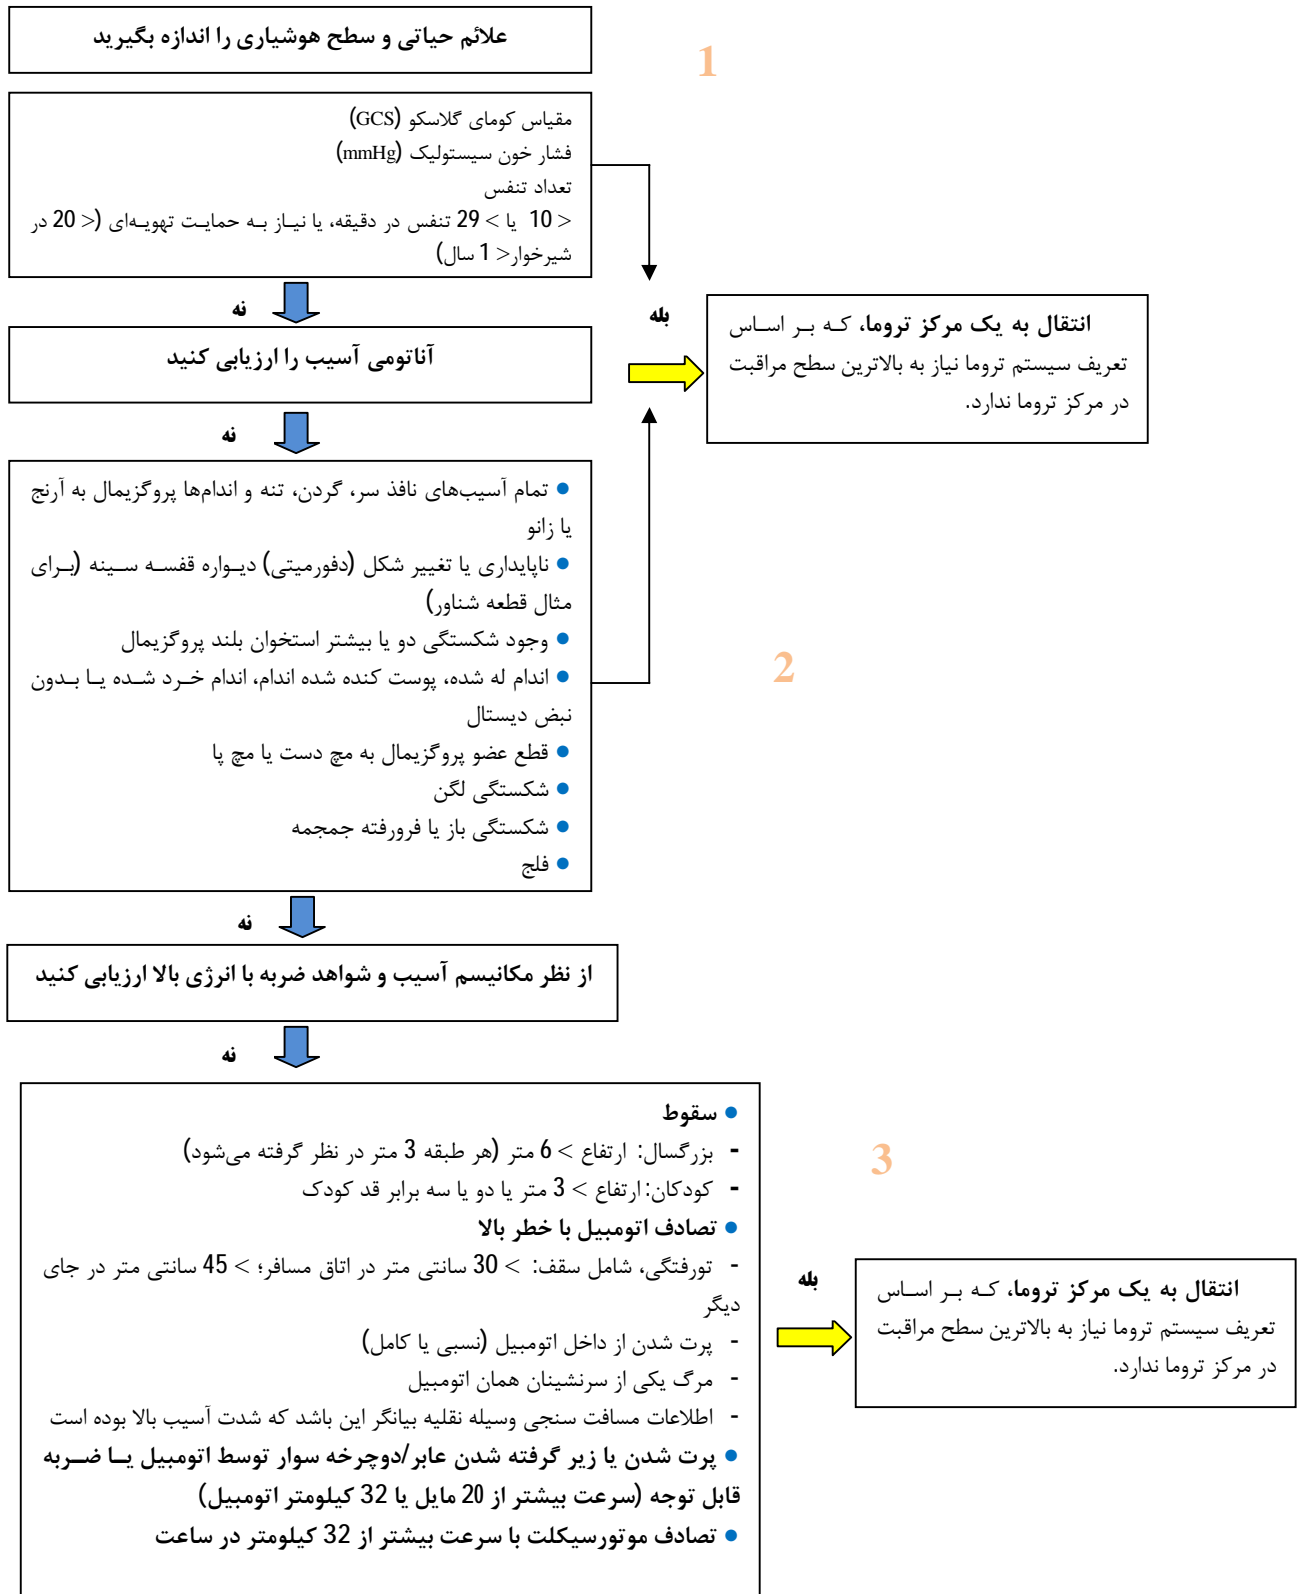 علائم حیاتی و سطح هوشیاری را اندازه بگیرید
1
مقیاس کومای گلاسکو (GCS)
فشار خون سیستولیک (mmHg)
تعداد تنفس
< 10 یا > 29 تنفس در دقیقه، یا نیاز به حمایت تهویه‌ای (< 20 در
شیرخوار< 1 سال)
نه
بله
انتقال به یک مرکز تروما، که بر اساس
تعریف سیستم تروما نیاز به بالاترین سطح مراقبت
در مرکز تروما ندارد.
آناتومی آسیب را ارزیابی کنید
نه
● تمام آسیب‌های نافذ سر، گردن، تنه و اندام‌ها پروگزیمال به آرنج
یا زانو
● ناپایداری یا تغییر شکل (دفورمیتی) دیواره قفسه سینه (برای
مثال قطعه شناور)
● وجود شکستگی دو یا بیشتر استخوان بلند پروگزیمال
● اندام له شده، پوست کنده شده اندام، اندام خرد شده یا بدون
نبض دیستال
● قطع عضو پروگزیمال به مچ دست یا مچ پا
● شکستگی لگن
● شکستگی باز یا فرورفته جمجمه
● فلج
2
نه
از نظر مکانیسم آسیب و شواهد ضربه با انرژی بالا ارزیابی کنید
نه
● سقوط
- بزرگسال: ارتفاع > 6 متر (هر طبقه 3 متر در نظر گرفته می‌شود)
- کودکان: ارتفاع > 3 متر یا دو یا سه برابر قد کودک
● تصادف اتومبیل با خطر بالا
- تورفتگی، شامل سقف: > 30 سانتی متر در اتاق مسافر؛ > 45 سانتی متر در جای
دیگر
- پرت شدن از داخل اتومبیل (نسبی یا کامل)
- مرگ یکی از سرنشینان همان اتومبیل
- اطلاعات مسافت سنجی وسیله نقلیه بیانگر این باشد که شدت آسیب بالا بوده است
● پرت شدن یا زیر گرفته شدن عابر/دوچرخه سوار توسط اتومبیل یا ضربه
قابل توجه (سرعت بیشتر از 20 مایل یا 32 کیلومتر اتومبیل)
● تصادف موتورسیکلت با سرعت بیشتر از 32 کیلومتر در ساعت
3
بله
انتقال به یک مرکز تروما، که بر اساس
تعریف سیستم تروما نیاز به بالاترین سطح مراقبت
در مرکز تروما ندارد.